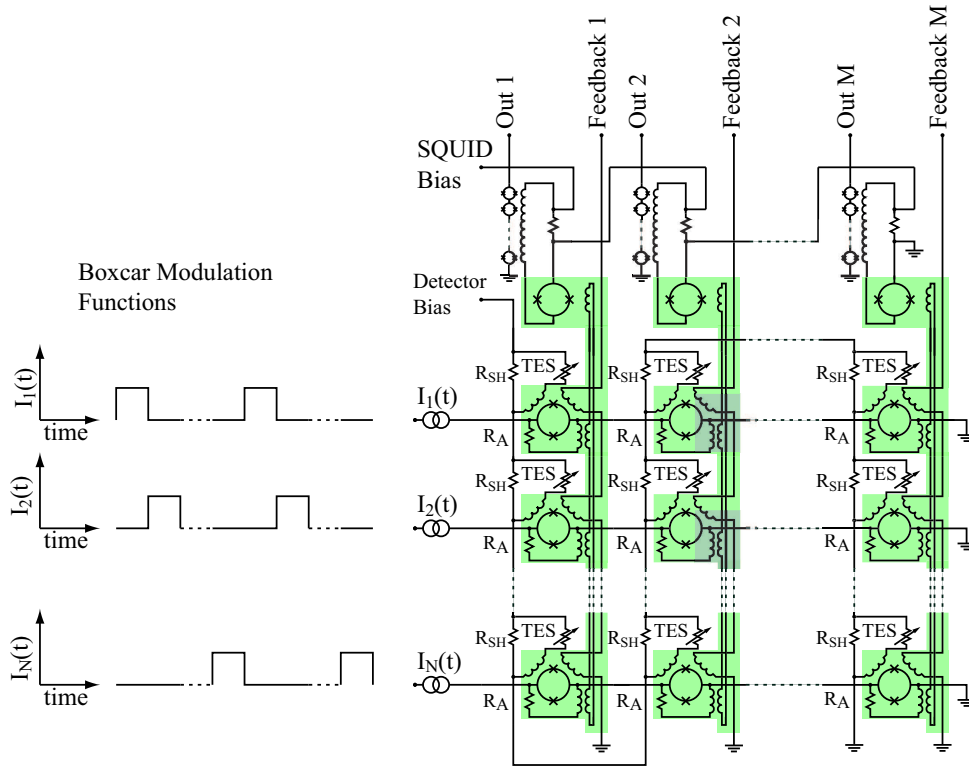 Out 1
Feedback 1
Out 2
Feedback 2
Out M
Feedback M
SQUID
Bias
Boxcar Modulation
Functions
Detector
Bias
I1(t)
time
I1(t)
RSH
TES
RA
RSH
TES
RA
RSH
TES
RA
I2(t)
time
I2(t)
RSH
TES
RA
RSH
TES
RA
RSH
TES
RA
IN(t)
time
IN(t)
RSH
TES
RA
RSH
TES
RA
RSH
TES
RA